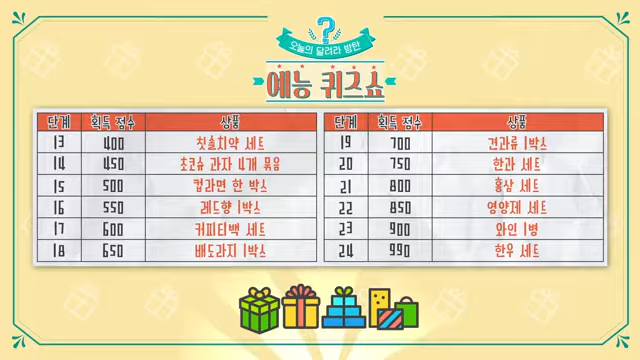 ?
오늘의 달려라 방탄
예능 퀴즈쇼
단계 획득 점수 상품
13 400 칫솔치약 세트
14 450 초코슈 과자 4개 묶음
15 500 컵라면 한 박스
16 550 레드향 1박스
17 600 커피티백 세트
18 650 배도라지 1박스
단계 획득 점수 상품
19 700 견과류 1박스
20 750 한과 세트
21 800 홍삼 세트
22 850 영양제 세트
23 900 와인 1병
24 990 한우 세트